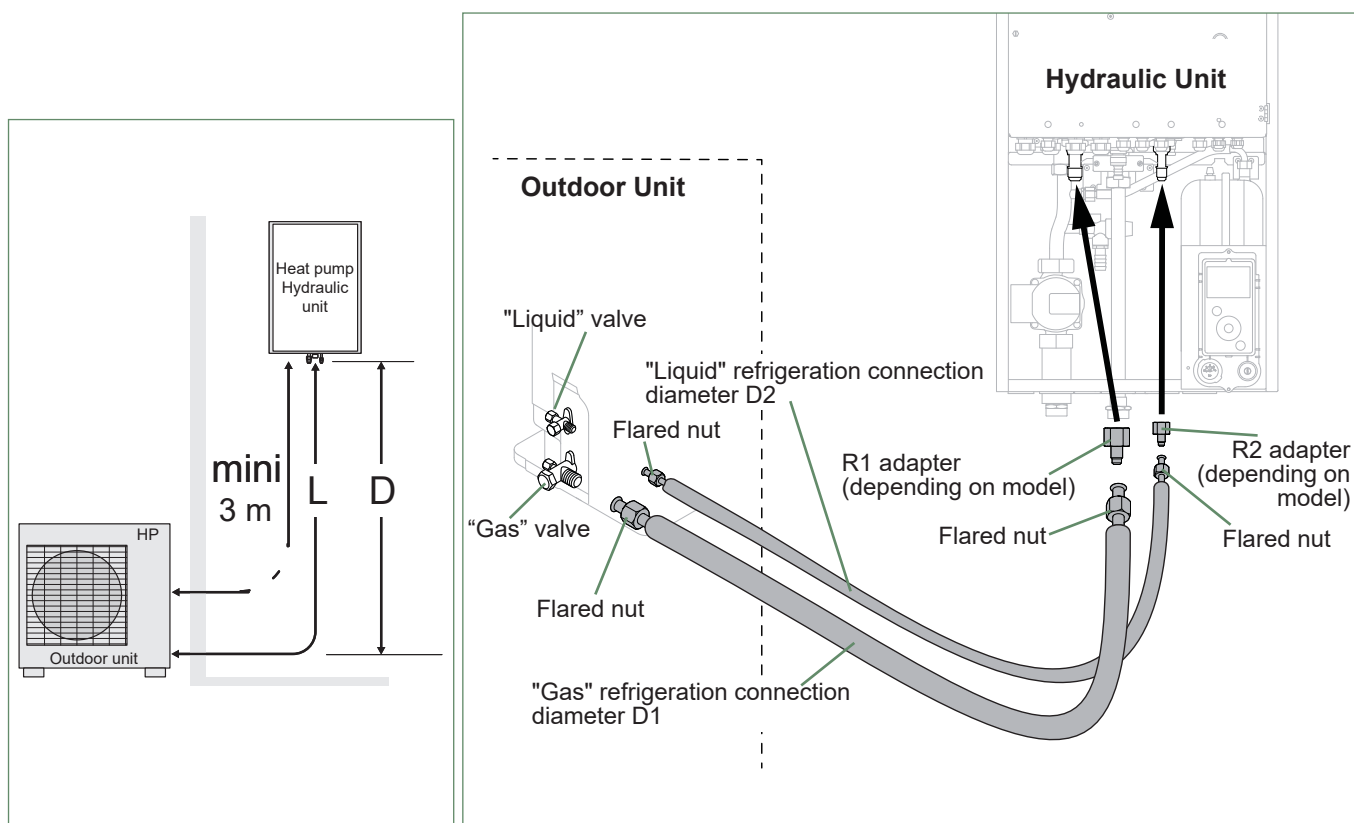 Heat pump
Hydraulic
unit
mini
3 m
L
D
HP
Outdoor unit
Hydraulic Unit
Outdoor Unit
"Liquid” valve
"Liquid" refrigeration connection
diameter D2
Flared nut
R1 adapter
(depending on model)
R2 adapter
(depending on
model)
“Gas” valve
Flared nut
Flared nut
Flared nut
"Gas" refrigeration connection
diameter D1